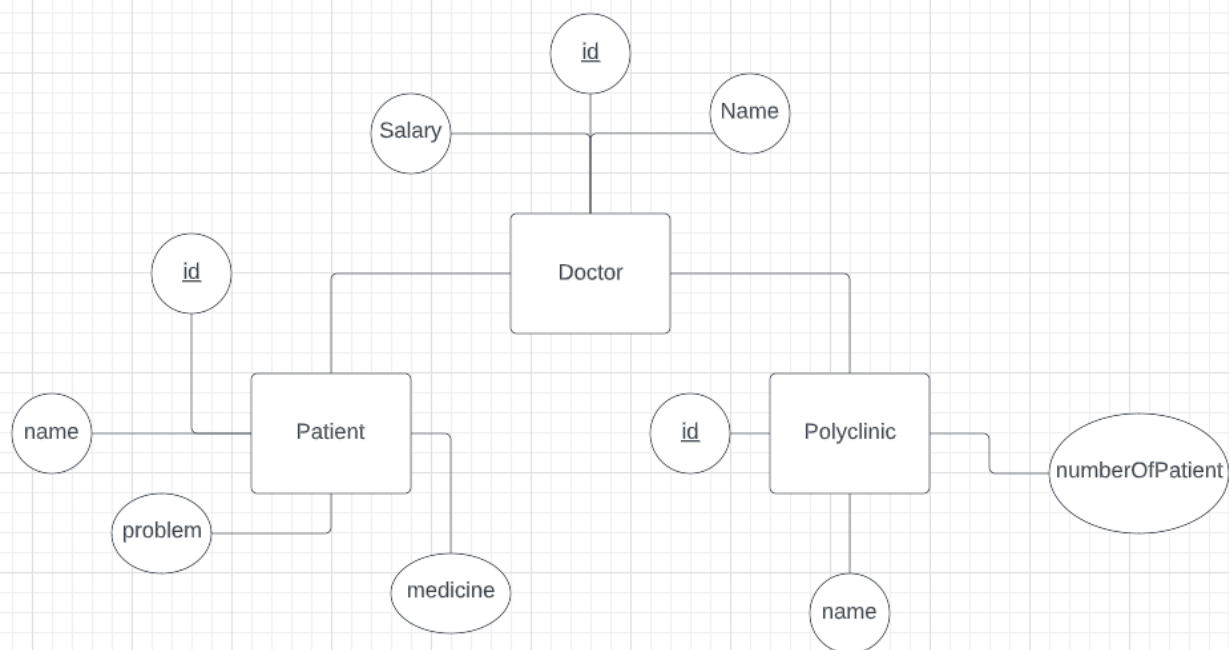 id
Name
Salary
Doctor
id
name
Patient
id
Polyclinic
numberOfPatient
problem
medicine
name